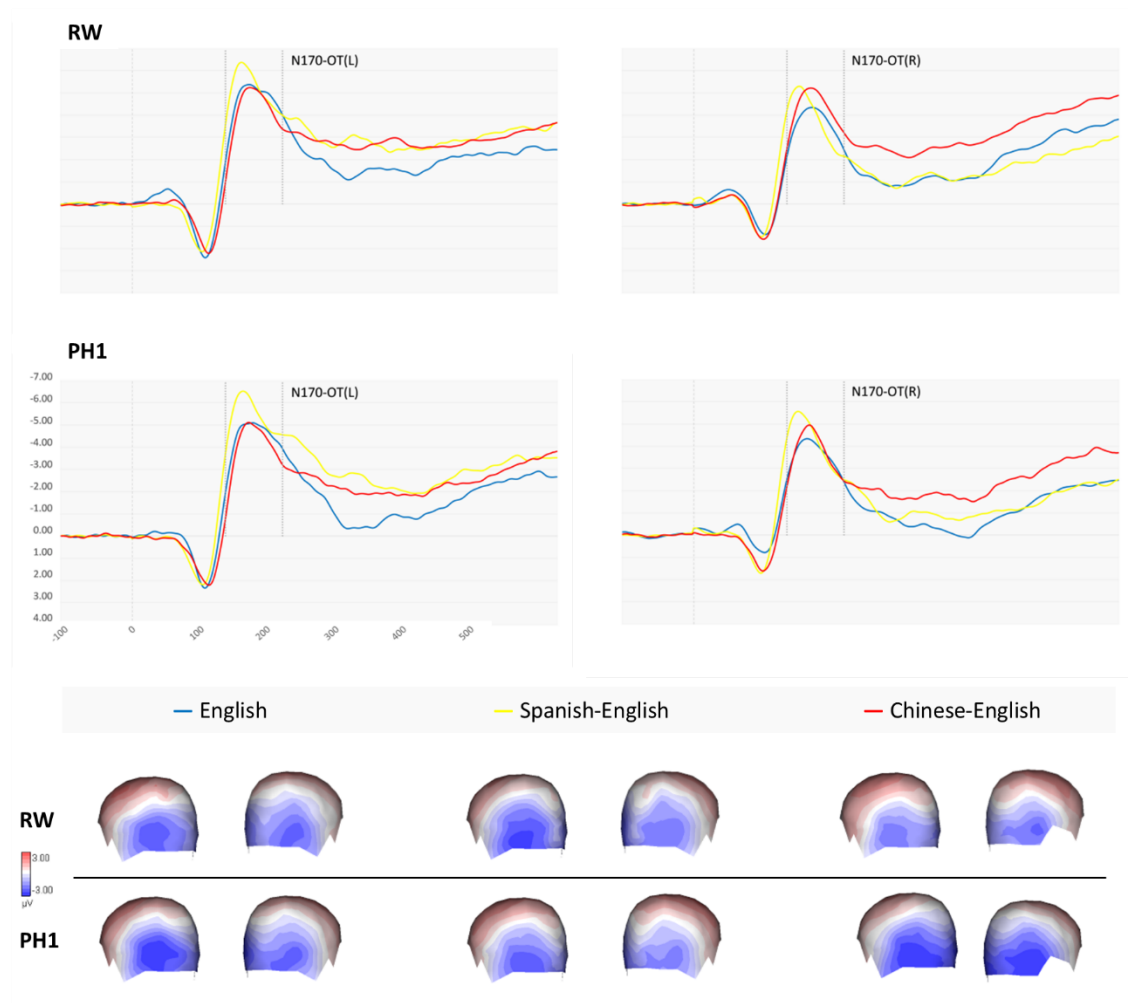 RW
N170-OT(L)
N170-OT(R)
PH1
-7.00
-6.00
-5.00
-4.00
-3.00
-2.00
-1.00
0.00
1.00
2.00
3.00
4.00
N170-OT(L)
N170-OT(R)
-100 0 100 200 300 400 500
English Spanish-English Chinese-English
RW
3.00
-3.00
µV
PH1